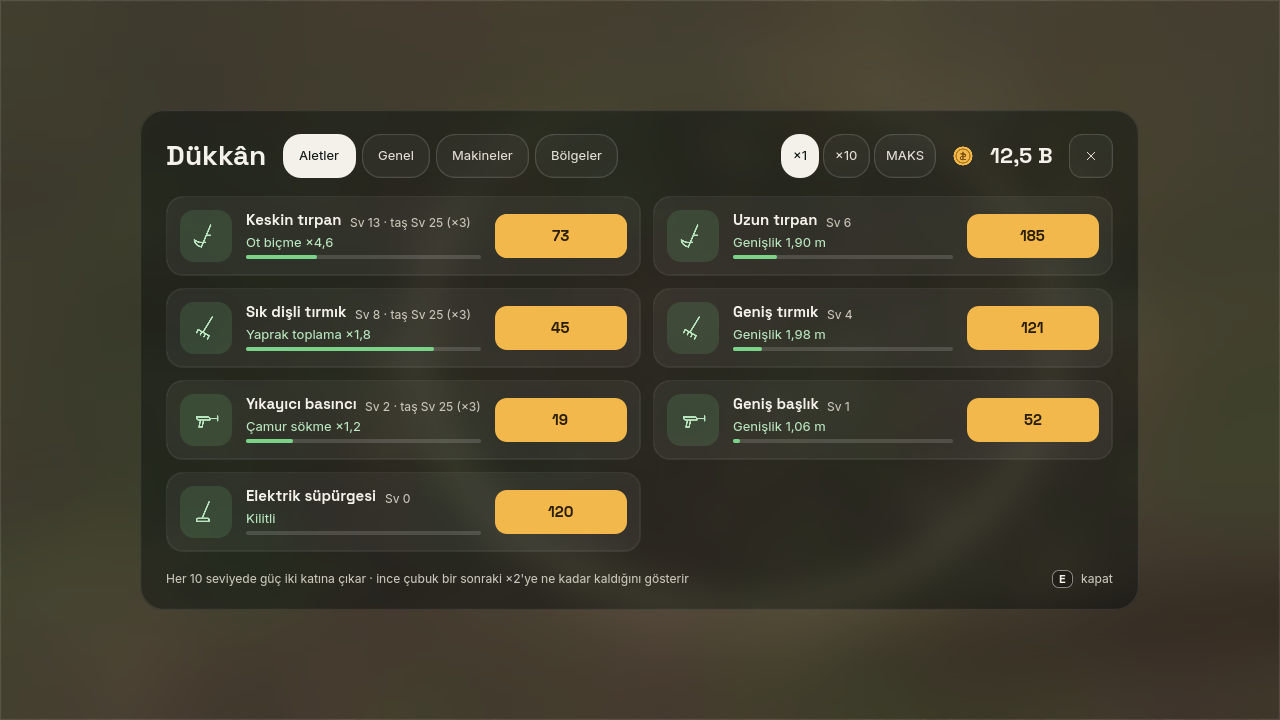 Dükkân
Aletler
Genel
Makineler
Bölgeler
×1
×10
MAKS
12,5 B
×
Keskin tırpan Sv 13 · taş Sv 25 (×3)
Ot biçme ×4,6
73
Uzun tırpan Sv 6
Genişlik 1,90 m
185
Sık dişli tırmık Sv 8 · taş Sv 25 (×3)
Yaprak toplama ×1,8
45
Geniş tırmık Sv 4
Genişlik 1,98 m
121
Yıkayıcı basıncı Sv 2 · taş Sv 25 (×3)
Çamur sökme ×1,2
19
Geniş başlık Sv 1
Genişlik 1,06 m
52
Elektrik süpürgesi Sv 0
Kilitli
120
Her 10 seviyede güç iki katına çıkar · ince çubuk bir sonraki ×2'ye ne kadar kaldığını gösterir
E kapat